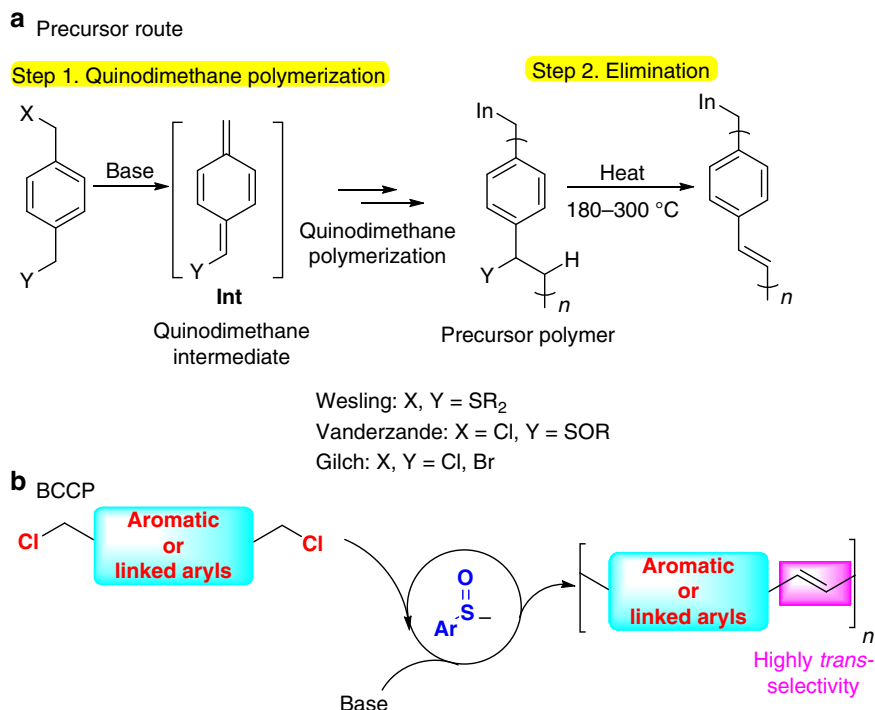 a Precursor route
Step 1. Quinodimethane polymerization
Step 2. Elimination
X
Y
Base
Y
Int
Quinodimethane
intermediate
Quinodimethane
polymerization
In
Y
H
n
Precursor polymer
Heat
180–300 °C
In
n
Wesling: X, Y = SR2
Vanderzande: X = Cl, Y = SOR
Gilch: X, Y = Cl, Br
b BCCP
Cl
Aromatic
or
linked aryls
Cl
O
Ar S
Base
Aromatic
or
linked aryls
n
Highly trans-
selectivity